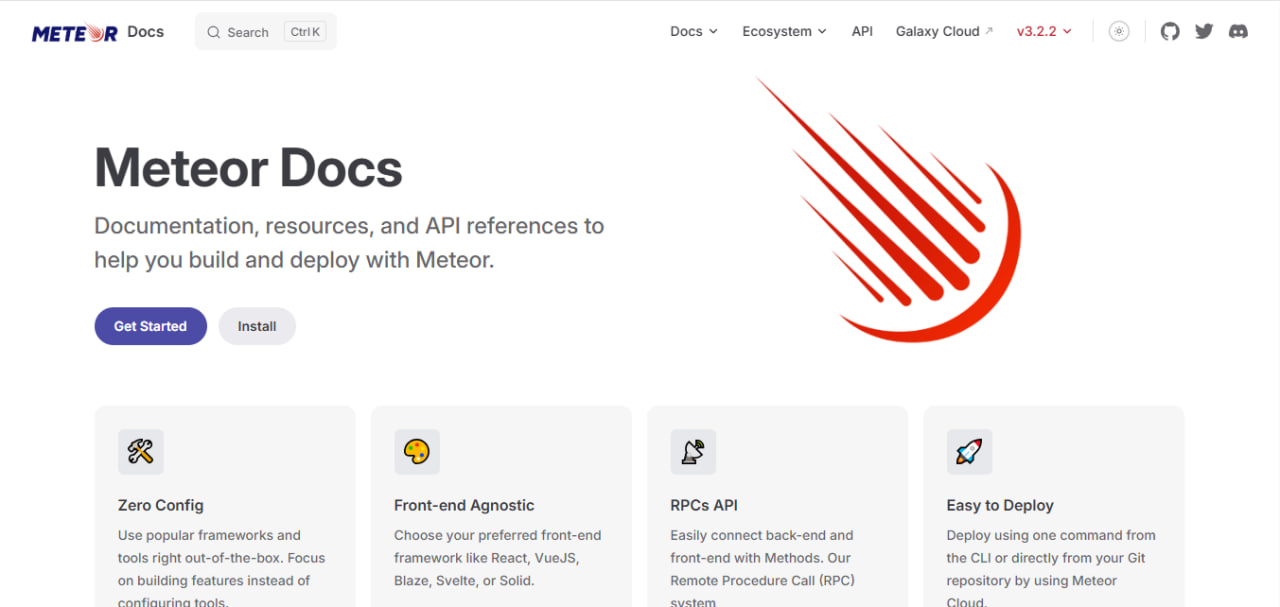 METEOR Docs Search Ctrl K Docs Ecosystem API Galaxy Cloud v3.2.2
Meteor Docs
Documentation, resources, and API references to
help you build and deploy with Meteor.
Get Started Install
Zero Config
Use popular frameworks and
tools right out-of-the-box. Focus
on building features instead of
configuring tools.
Front-end Agnostic
Choose your preferred front-end
framework like React, VueJS,
Blaze, Svelte, or Solid.
RPCs API
Easily connect back-end and
front-end with Methods. Our
Remote Procedure Call (RPC)
system
Easy to Deploy
Deploy using one command from
the CLI or directly from your Git
repository by using Meteor
Cloud.